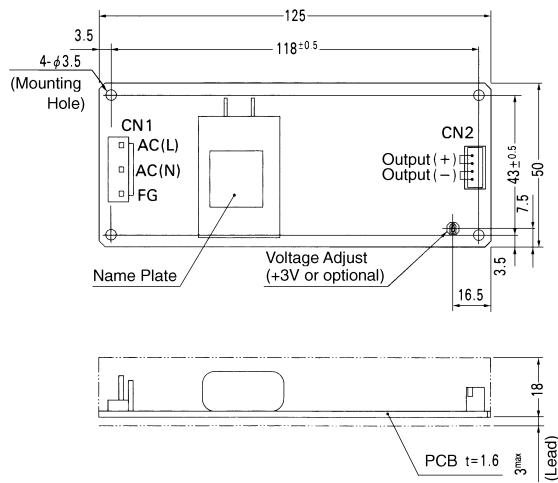 125
3.5
118±0.5
4-φ3.5
(Mounting
Hole)
CN1
AC(L)
AC(N)
FG
CN2
Output(+)
Output(−)
43±0.5
50
7.5
3.5
16.5
Name Plate
Voltage Adjust
(+3V or optional)
18
PCB t=1.6
3max
(Lead)